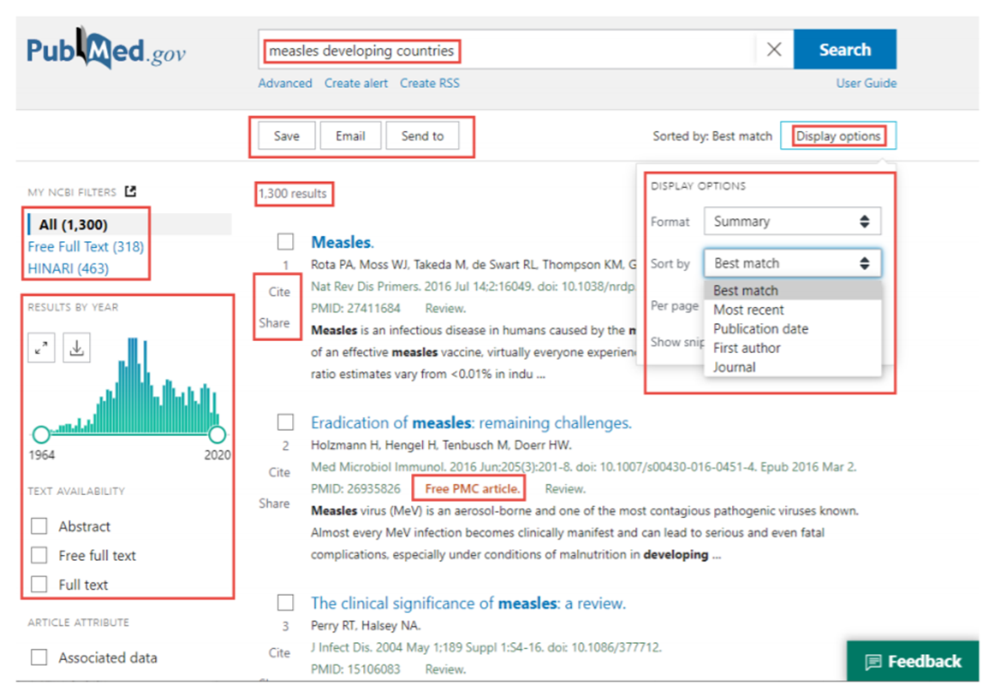 PubMed.gov
measles developing countries
Search
Advanced Create alert Create RSS
User Guide
Save Email Send to
Sorted by: Best match Display options
MY NCBI FILTERS
All (1,300)
Free Full Text (318)
HINARI (463)
RESULTS BY YEAR
1964 2020
TEXT AVAILABILITY
Abstract
Free full text
Full text
ARTICLE ATTRIBUTE
Associated data
1,300 results
Measles.
1
Rota PA, Moss WJ, Takeda M, de Swart RL, Thompson KM, G
Cite
Nat Rev Dis Primers. 2016 Jul 14;2:16049. doi: 10.1038/nrdp.
PMID: 27411684 Review.
Share
Measles is an infectious disease in humans caused by the m
of an effective measles vaccine, virtually everyone experienc
ratio estimates vary from <0.01% in indu ...
DISPLAY OPTIONS
Format Summary
Sort by Best match
Best match
Most recent
Publication date
First author
Journal
Per page
Show snip
Eradication of measles: remaining challenges.
2
Holzmann H, Hengel H, Tenbusch M, Doerr HW.
Cite
Med Microbiol Immunol. 2016 Jun;205(3):201-8. doi: 10.1007/s00430-016-0451-4. Epub 2016 Mar 2.
PMID: 26935826 Free PMC article. Review.
Share
Measles virus (MeV) is an aerosol-borne and one of the most contagious pathogenic viruses known.
Almost every MeV infection becomes clinically manifest and can lead to serious and even fatal
complications, especially under conditions of malnutrition in developing ...
The clinical significance of measles: a review.
3
Perry RT, Halsey NA.
Cite
J Infect Dis. 2004 May 1;189 Suppl 1:S4-16. doi: 10.1086/377712.
PMID: 15106083 Review.
Feedback